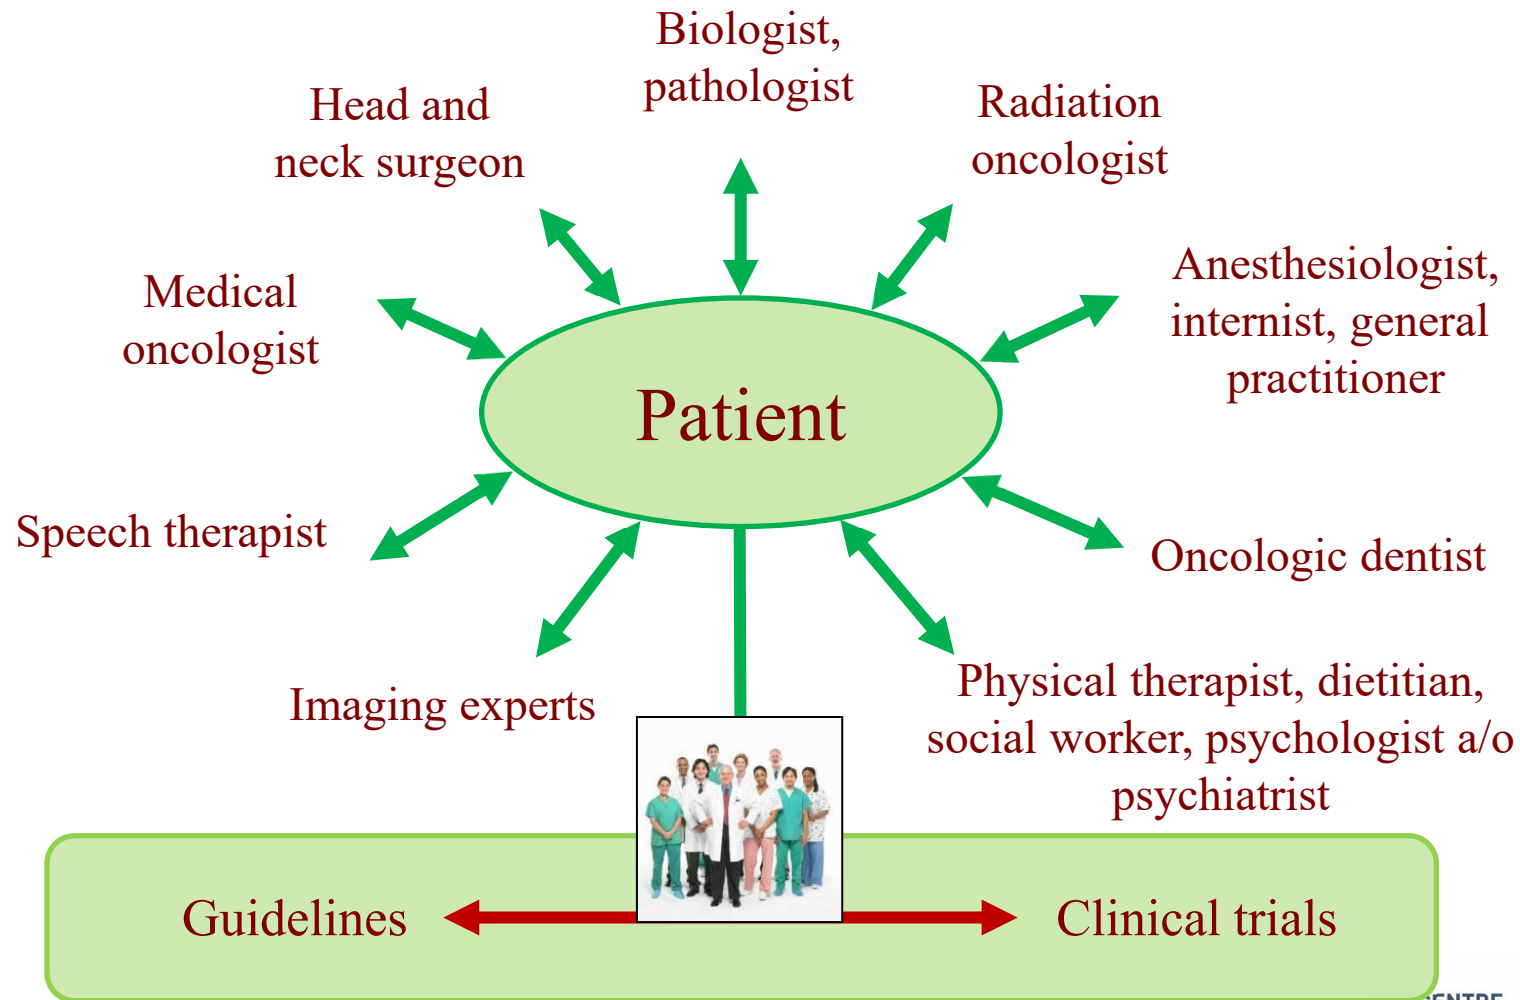 Biologist,
pathologist
Head and
neck surgeon
Radiation
oncologist
Medical
oncologist
Anesthesiologist,
internist, general
practitioner
Patient
Speech therapist
Oncologic dentist
Imaging experts
Physical therapist, dietitian,
social worker, psychologist a/o
psychiatrist
Guidelines
Clinical trials